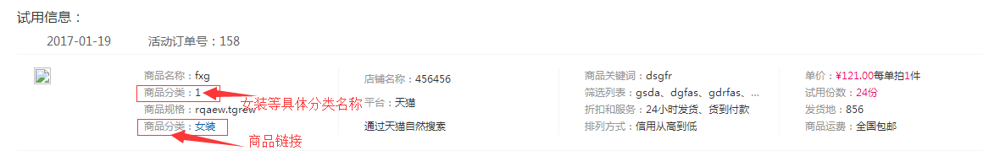 试用信息：
2017-01-19 活动订单号：158
商品名称：fxg
商品分类：1
商品规格：rqaew.tgrew
商品分类：女装
女装等具体分类名称
商品链接
店铺名称：456456
平台：天猫
通过天猫自然搜索
商品关键词：dsgfr
筛选列表：gsda、dgfas、gdrfas、...
折扣和服务：24小时发货、货到付款
排列方式：信用从高到低
单价：¥121.00每单拍1件
试用份数：24份
发货地：856
商品运费：全国包邮